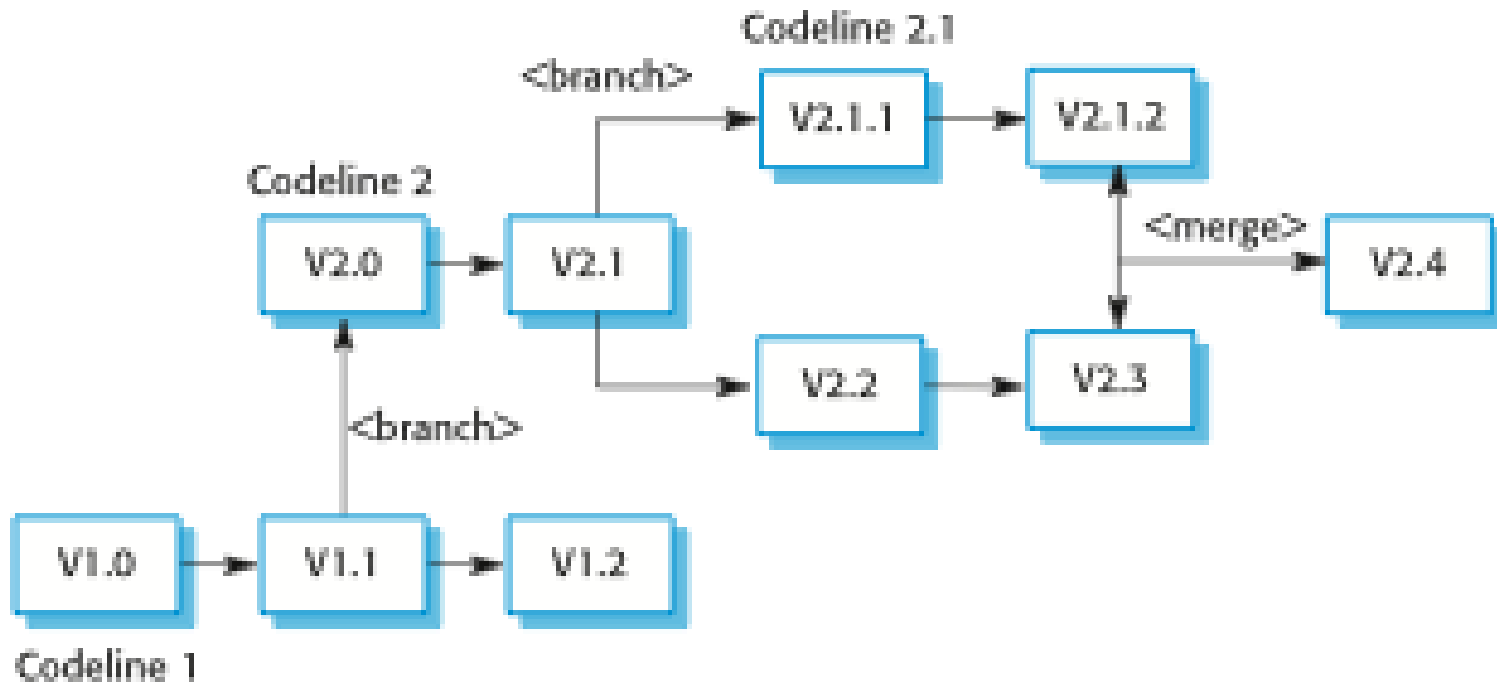 Codeline 2.1
<branch>
V2.1.1
V2.1.2
Codeline 2
<merge>
V2.0
V2.1
V2.4
V2.2
V2.3
<branch>
V1.0
V1.1
V1.2
Codeline 1